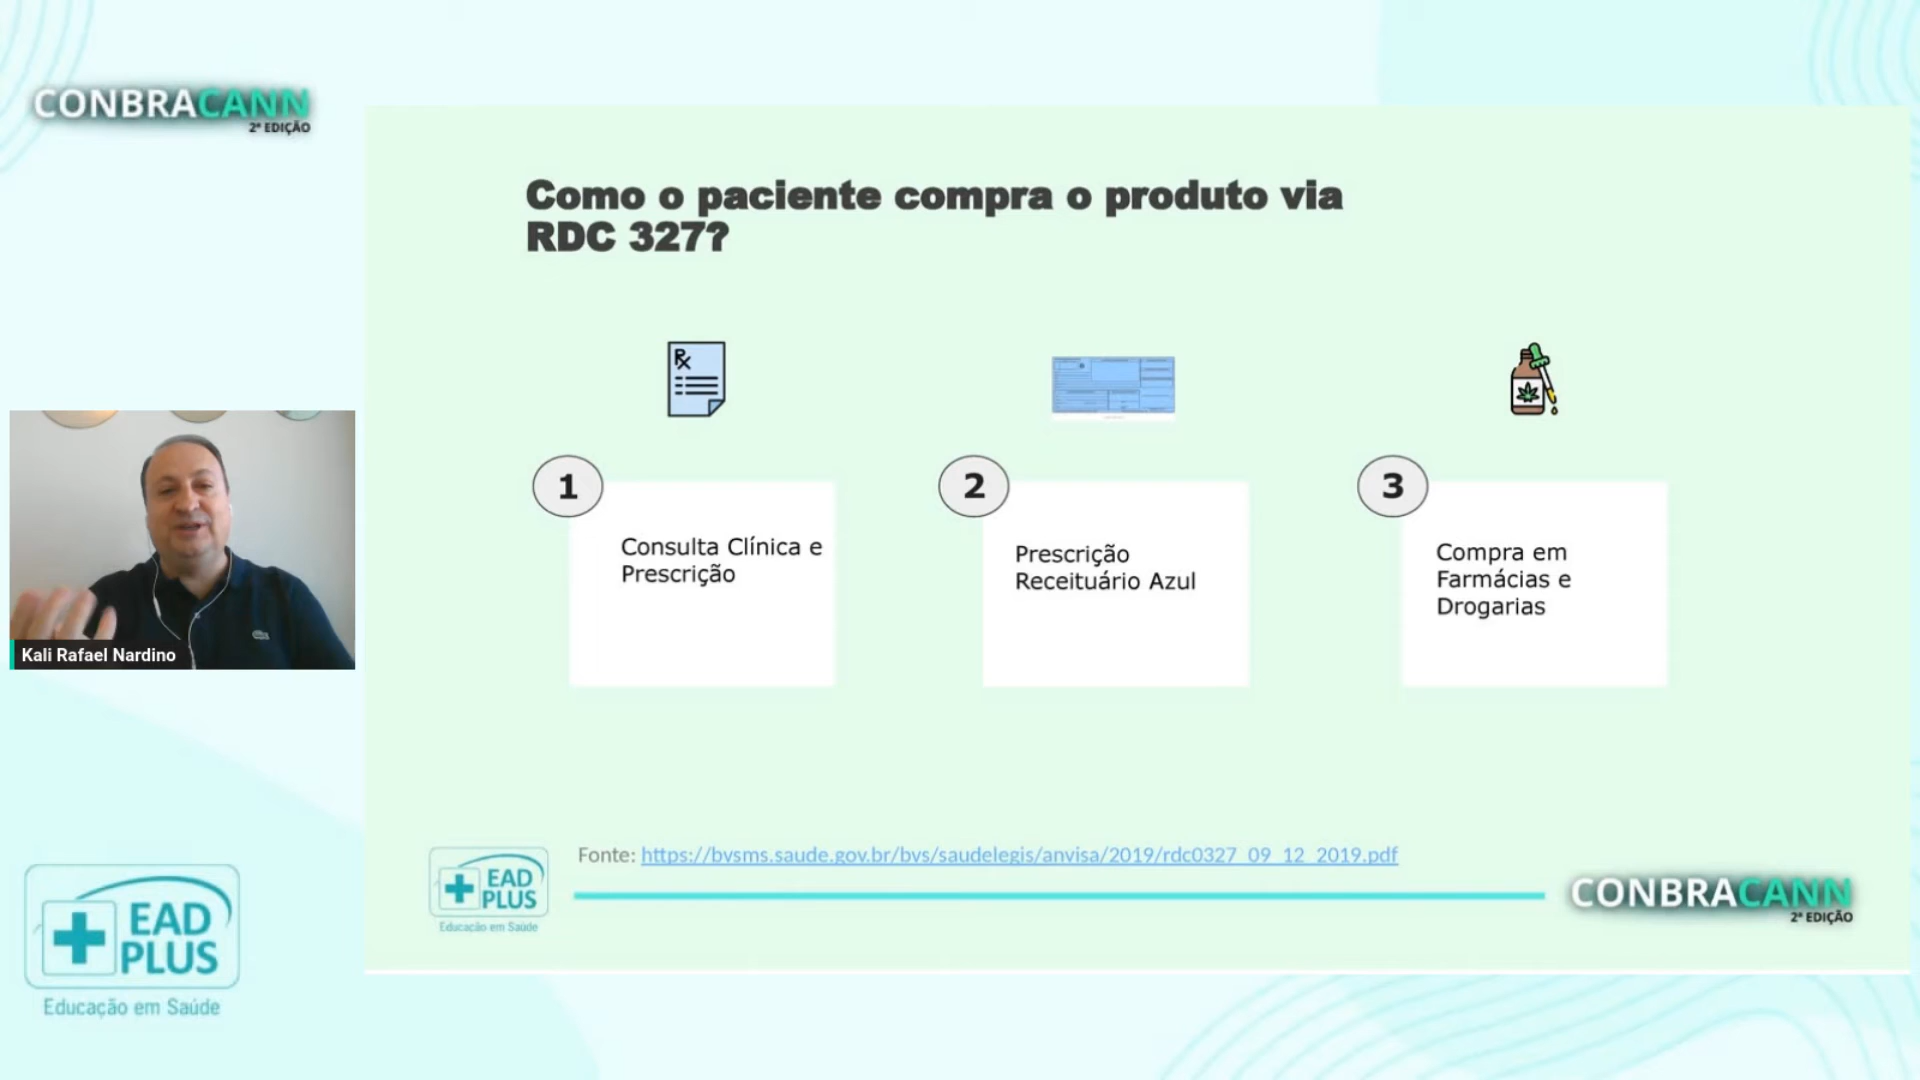 CONBRACANN
2ª EDIÇÃO
Como o paciente compra o produto via
RDC 327?
Rx
1
Consulta Clínica e
Prescrição
2
Prescrição
Receituário Azul
3
Compra em
Farmácias e
Drogarias
Kali Rafael Nardino
Fonte: https://bvsms.saude.gov.br/bvs/saudelegis/anvisa/2019/rdc0327_09_12_2019.pdf
EAD
PLUS
Educação em Saúde
CONBRACANN
2ª EDIÇÃO
EAD
PLUS
Educação em Saúde